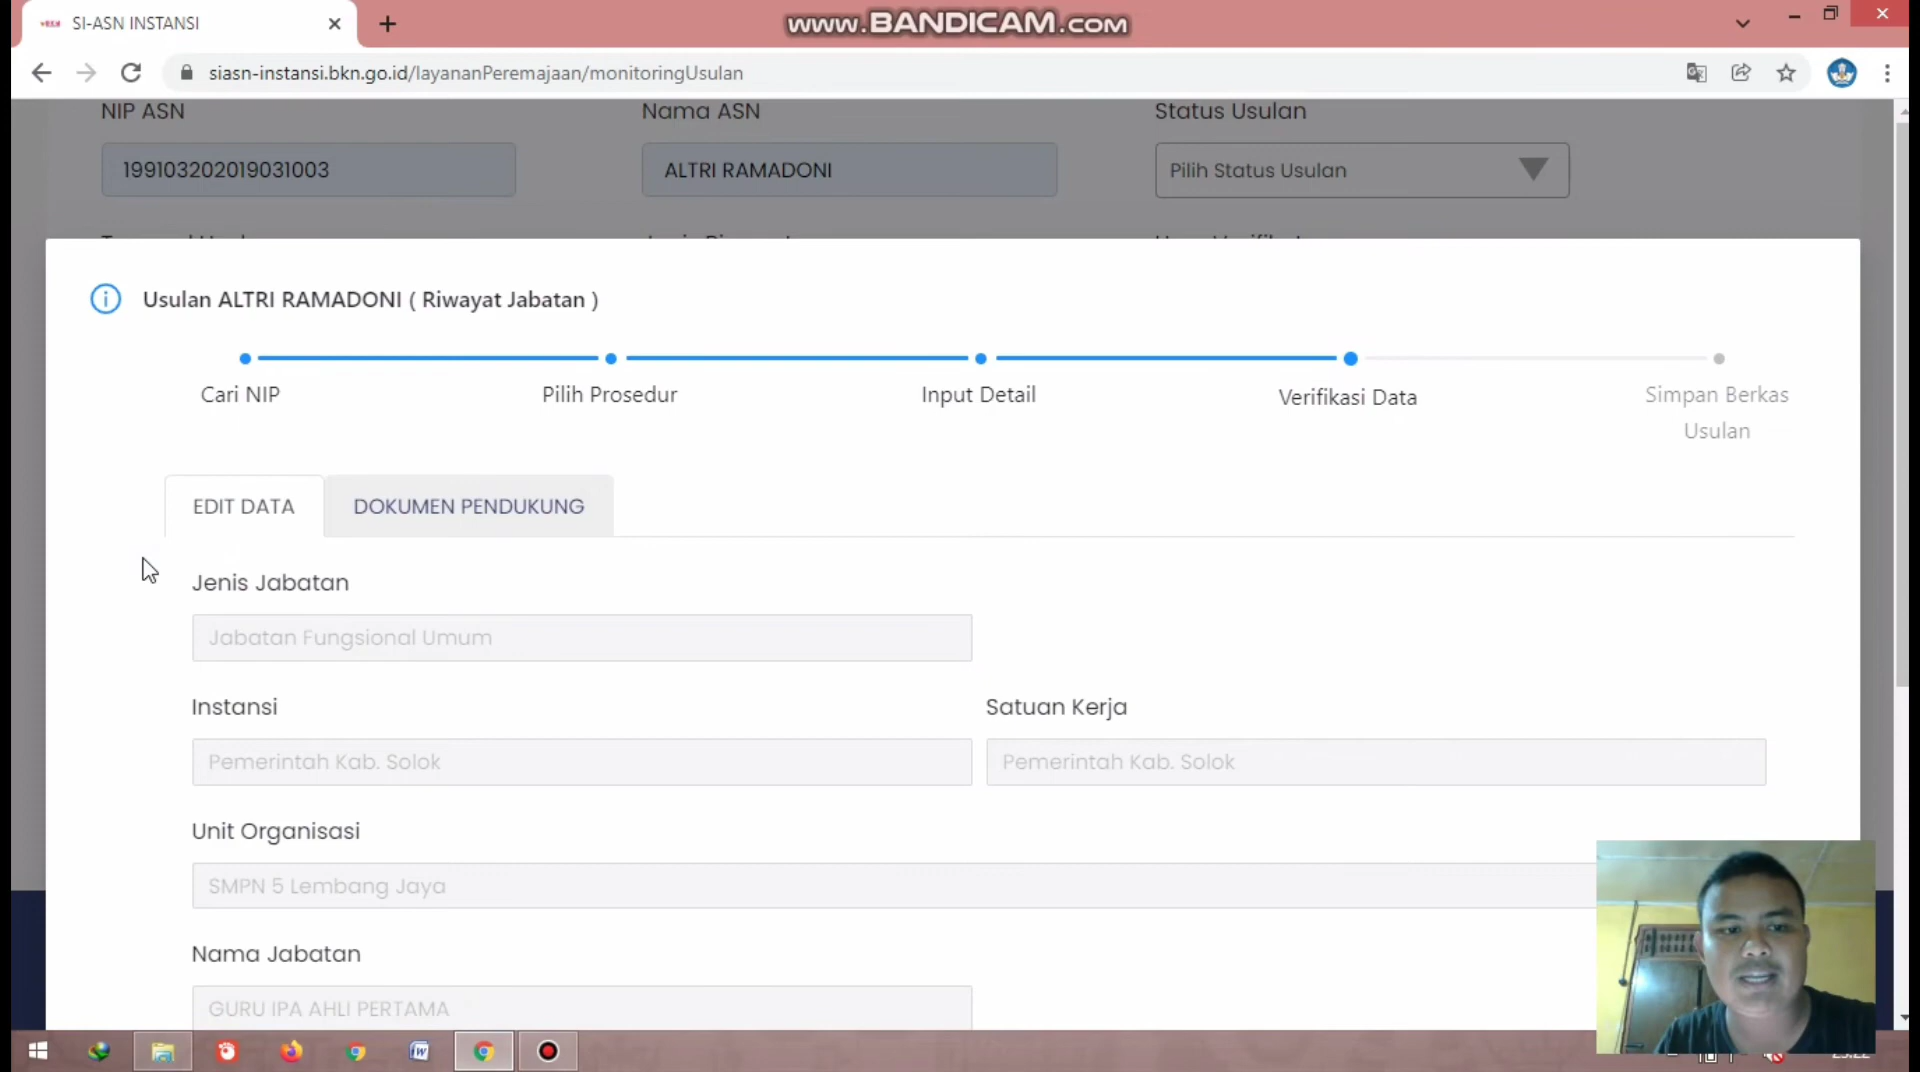 SI-ASN INSTANSI
www.BANDICAM.com
siasn-instansi.bkn.go.id/layananPeremajaan/monitoringUsulan
NIP ASN
Nama ASN
Status Usulan
199103202019031003
ALTRI RAMADONI
Pilih Status Usulan
Usulan ALTRI RAMADONI ( Riwayat Jabatan )
Cari NIP
Pilih Prosedur
Input Detail
Verifikasi Data
Simpan Berkas
Usulan
EDIT DATA
DOKUMEN PENDUKUNG
Jenis Jabatan
Jabatan Fungsional Umum
Instansi
Satuan Kerja
Pemerintah Kab. Solok
Pemerintah Kab. Solok
Unit Organisasi
SMPN 5 Lembang Jaya
Nama Jabatan
GURU IPA AHLI PERTAMA